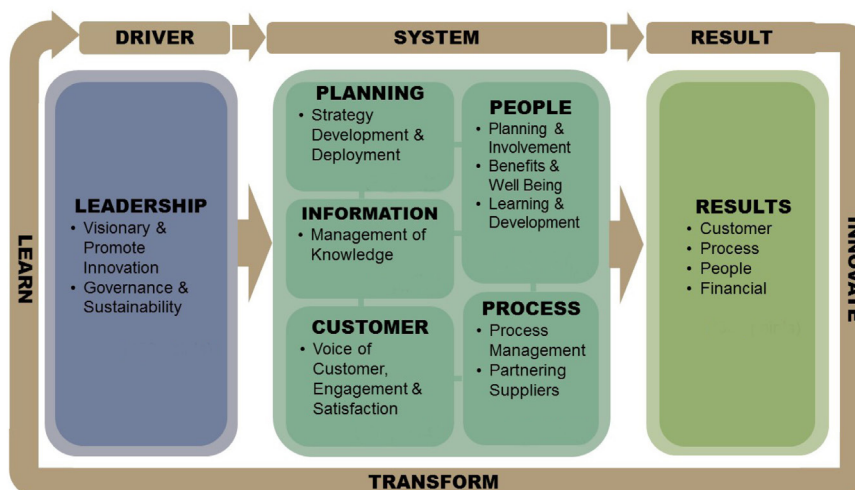 DRIVER
SYSTEM
RESULT
LEARN
LEADERSHIP
• Visionary &
Promote
Innovation
• Governance &
Sustainability
PLANNING
• Strategy
Development &
Deployment
INFORMATION
• Management of
Knowledge
CUSTOMER
• Voice of
Customer,
Engagement &
Satisfaction
PEOPLE
• Planning &
Involvement
• Benefits &
Well Being
• Learning &
Development
PROCESS
• Process
Management
• Partnering
Suppliers
RESULTS
• Customer
• Process
• People
• Financial
INNOVATE
TRANSFORM